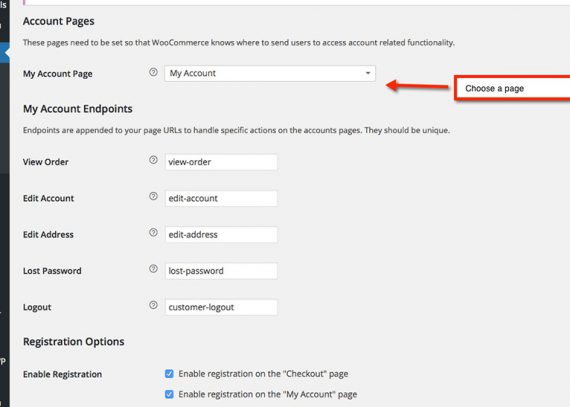 ls
Account Pages
These pages need to be set so that WooCommerce knows where to send users to access account related functionality.
My Account Page
My Account
Choose a page
My Account Endpoints
Endpoints are appended to your page URLs to handle specific actions on the accounts pages. They should be unique.
View Order view-order
Edit Account edit-account
Edit Address edit-address
Lost Password lost-password
Logout customer-logout
Registration Options
Enable Registration Enable registration on the "Checkout" page
Enable registration on the "My Account" page